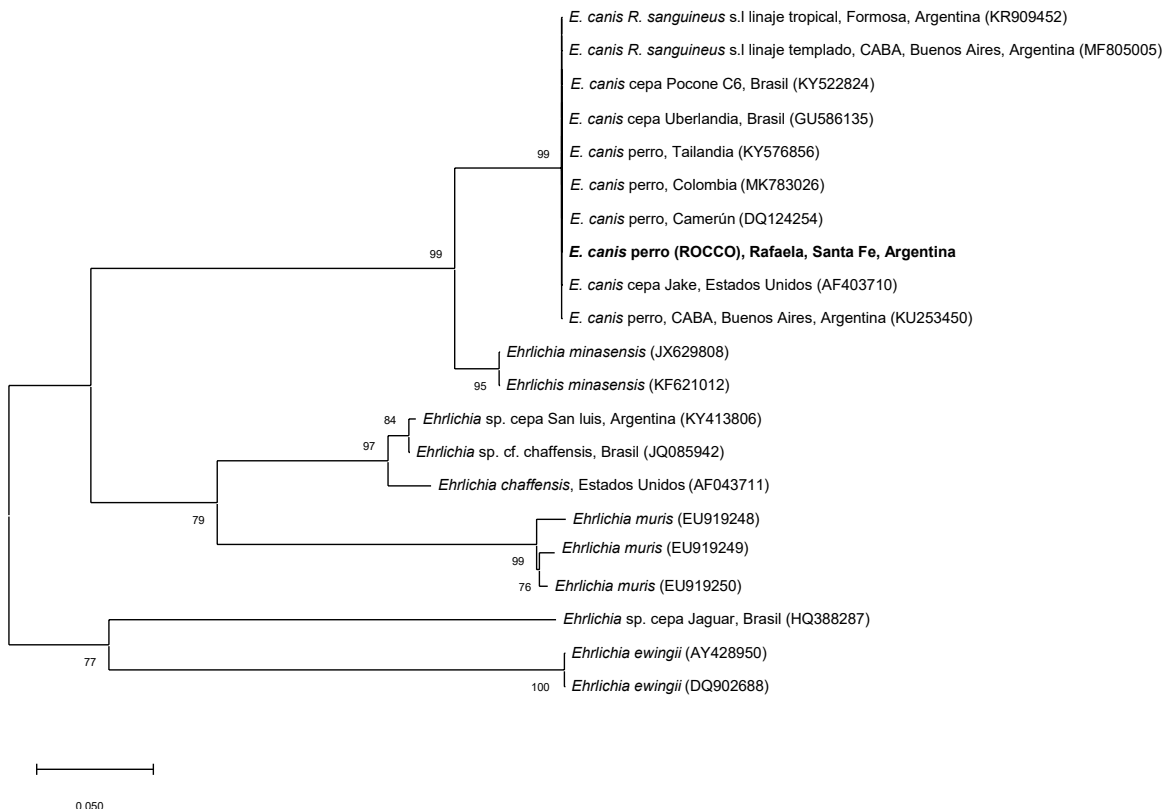 E. canis R. sanguineus s.l linaje tropical, Formosa, Argentina (KR909452)
E. canis R. sanguineus s.l linaje templado, CABA, Buenos Aires, Argentina (MF805005)
E. canis cepa Pocone C6, Brasil (KY522824)
E. canis cepa Uberlandia, Brasil (GU586135)
99
E. canis perro, Tailandia (KY576856)
E. canis perro, Colombia (MK783026)
E. canis perro, Camerún (DQ124254)
99
E. canis perro (ROCCO), Rafaela, Santa Fe, Argentina
E. canis cepa Jake, Estados Unidos (AF403710)
E. canis perro, CABA, Buenos Aires, Argentina (KU253450)
Ehrlichia minasensis (JX629808)
95
Ehrlichis minasensis (KF621012)
84
Ehrlichia sp. cepa San luis, Argentina (KY413806)
97
Ehrlichia sp. cf. chaffensis, Brasil (JQ085942)
Ehrlichia chaffensis, Estados Unidos (AF043711)
79
Ehrlichia muris (EU919248)
Ehrlichia muris (EU919249)
99
76
Ehrlichia muris (EU919250)
Ehrlichia sp. cepa Jaguar, Brasil (HQ388287)
77
Ehrlichia ewingii (AY428950)
100
Ehrlichia ewingii (DQ902688)
0.050